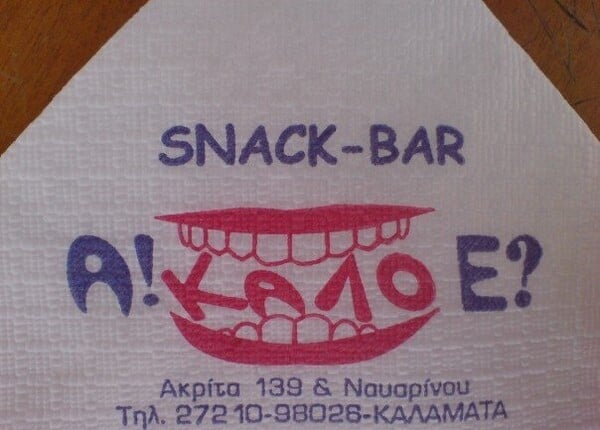 SNACK-BAR
Α! ΚΑΛΟ Ε?
Ακρίτα 139 & Ναυαρίνου
Τηλ. 27210-98026-ΚΑΛΑΜΑΤΑ